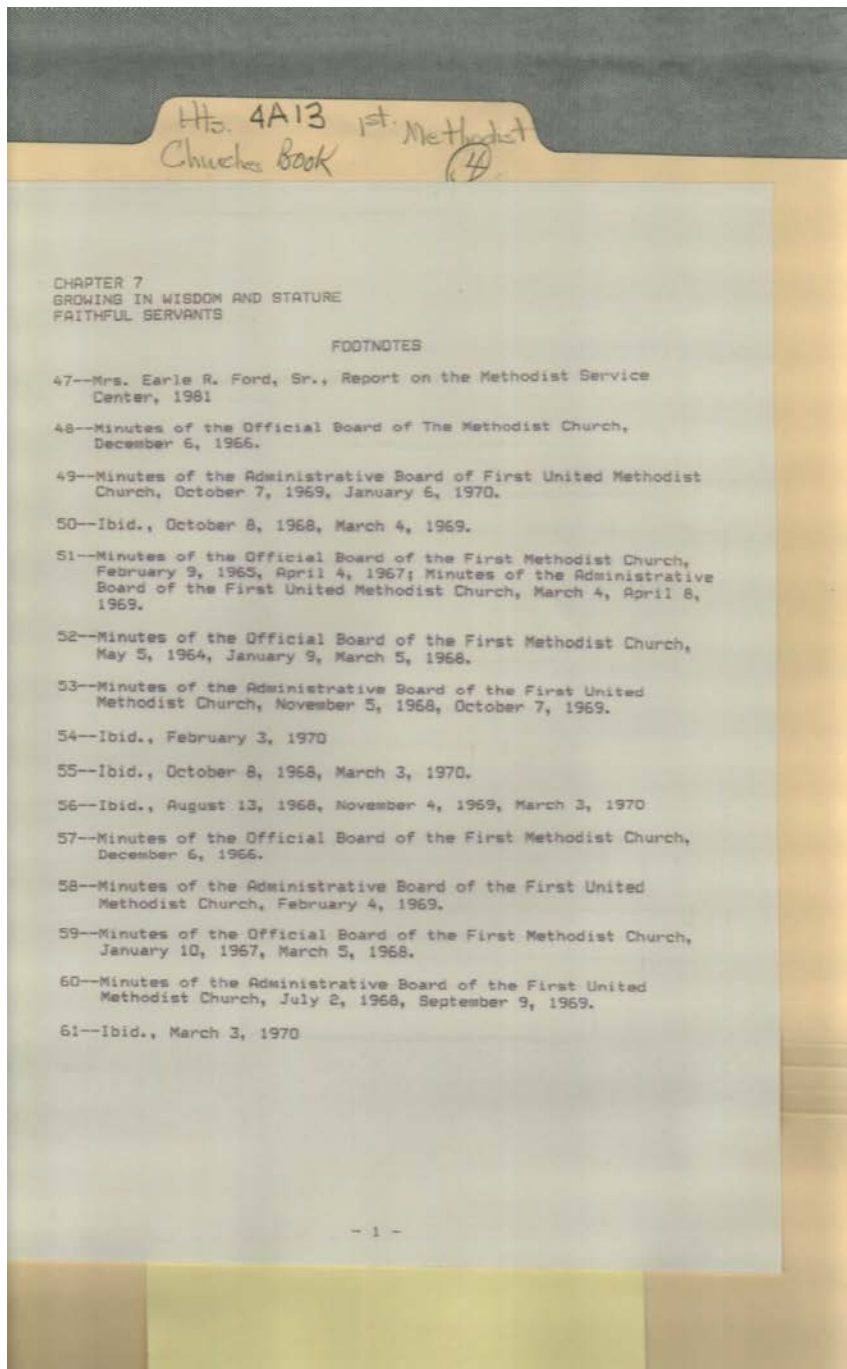 Hts. 4A13 1st. Methodist
Churches Book 4
CHAPTER 7
GROWING IN WISDOM AND STATURE
FAITHFUL SERVANTS
FOOTNOTES
47--Mrs. Earle R. Ford, Sr., Report on the Methodist Service
Center, 1981
48--Minutes of the Official Board of The Methodist Church,
December 6, 1966.
49--Minutes of the Administrative Board of First United Methodist
Church, October 7, 1969, January 6, 1970.
50--Ibid., October 8, 1968, March 4, 1969.
51--Minutes of the Official Board of the First Methodist Church,
February 9, 1965, April 4, 1967; Minutes of the Administrative
Board of the First United Methodist Church, March 4, April 8,
1969.
52--Minutes of the Official Board of the First Methodist Church,
May 5, 1964, January 9, March 5, 1968.
53--Minutes of the Administrative Board of the First United
Methodist Church, November 5, 1968, October 7, 1969.
54--Ibid., February 3, 1970
55--Ibid., October 8, 1968, March 3, 1970.
56--Ibid., August 13, 1968, November 4, 1969, March 3, 1970
57--Minutes of the Official Board of the First Methodist Church,
December 6, 1966.
58--Minutes of the Administrative Board of the First United
Methodist Church, February 4, 1969.
59--Minutes of the Official Board of the First Methodist Church,
January 10, 1967, March 5, 1968.
60--Minutes of the Administrative Board of the First United
Methodist Church, July 2, 1968, September 9, 1969.
61--Ibid., March 3, 1970
- 1 -